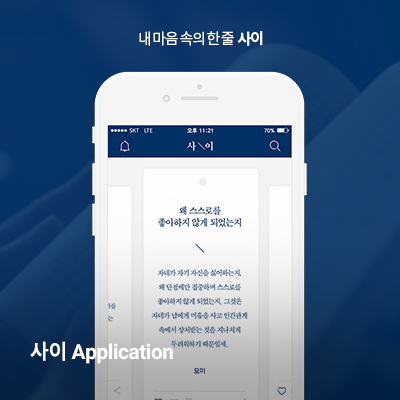 내 마음 속의 한 줄 사이
SKT LTE 오후 11:21 70%
사\이
왜 스스로를
좋아하지 않게 되었는지
자네가 자기 자신을 싫어하는지,
왜 단점에만 집중하며 스스로를
좋아하지 않게 되었는지. 그것은
자네가 남에게 미움을 사고 인간관계
속에서 상처받는 것을 지나치게
두려워하기 때문일세.
사이 Application
요이